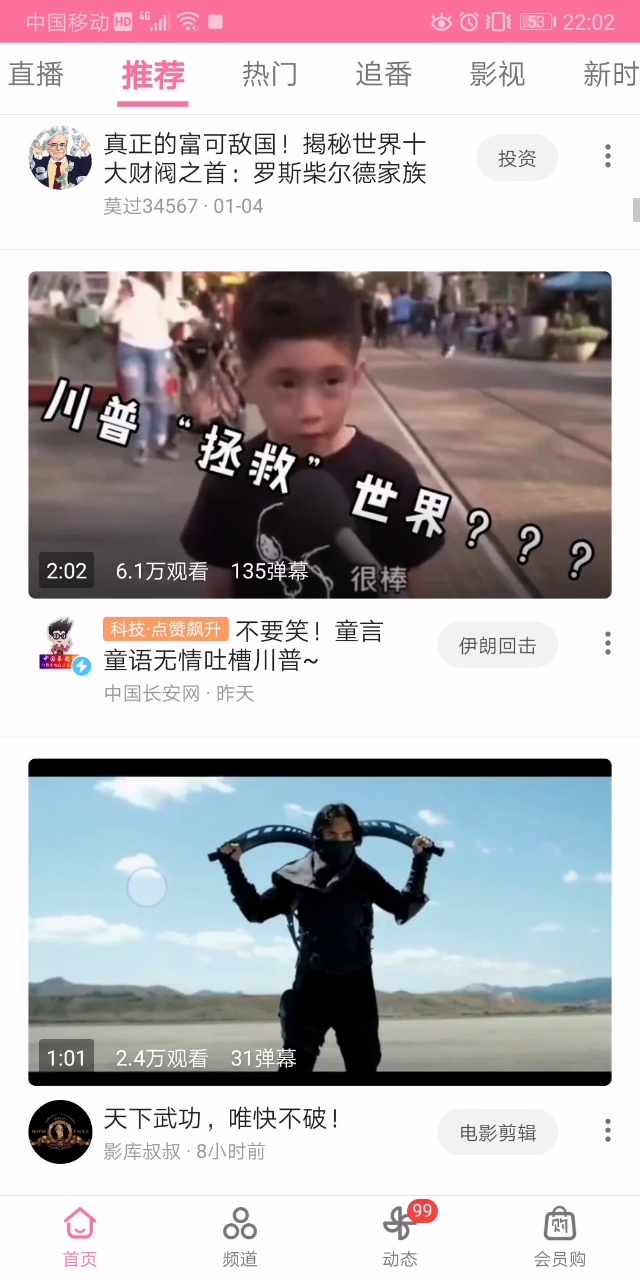 中国移动 HD 4G 53 22:02
直播 推荐 热门 追番 影视 新时
真正的富可敌国！揭秘世界十
大财阀之首：罗斯柴尔德家族
投资
莫过34567 · 01-04
川普“拯救”世界？？？
很棒
2:02 6.1万观看 135弹幕
科技·点赞飙升 不要笑！童言
童语无情吐槽川普~
伊朗回击
中国长安网 · 昨天
1:01 2.4万观看 31弹幕
天下武功，唯快不破！
电影剪辑
影库叔叔 · 8小时前
99
购
首页 频道 动态 会员购